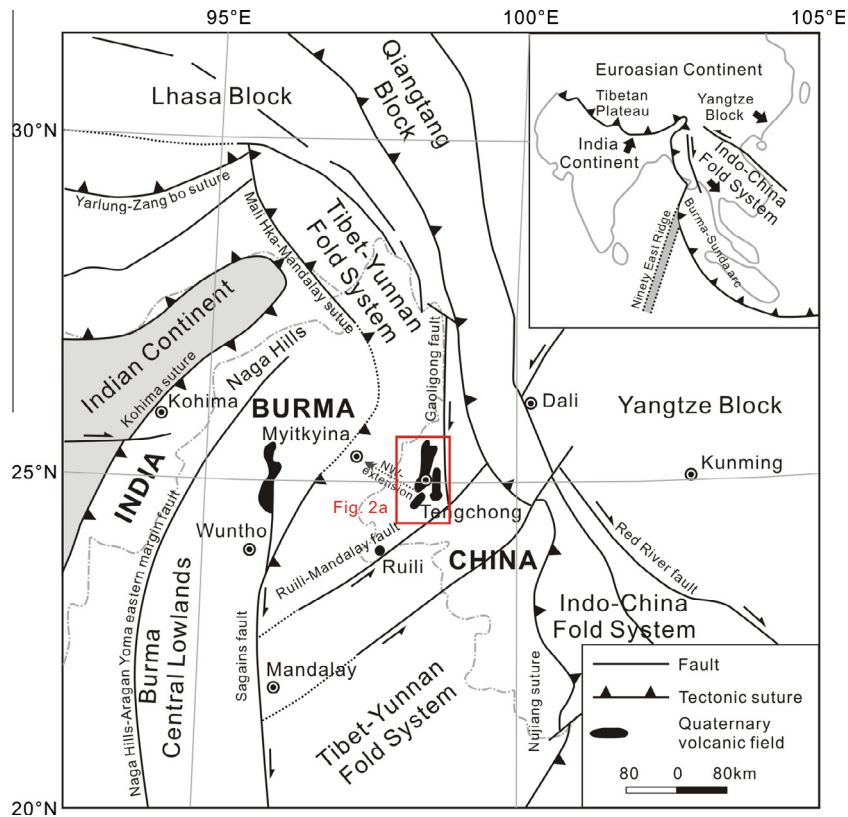 95°E
100°E
105°E
30°N
25°N
20°N
Lhasa Block
Qiangtang
Block
Yarlung-Zang bo suture
Mali Hka-Mandalay sutue
Tibet-Yunnan
Fold System
Indian Continent
Kohima suture
Naga Hills
Kohima
BURMA
Myitkyina
NW-
extension
Gaoligong fault
Fig. 2a
Tengchong
Dali
Yangtze Block
Kunming
INDIA
Wuntho
Ruili-Mandalay fault
Ruili
CHINA
Red River fault
Indo-China
Fold System
Naga Hills-Aragan Yoma eastern margin fault
Burma
Central Lowlands
Sagains fault
Mandalay
Tibet-Yunnan
Fold System
Nujiang suture
Euroasian Continent
Tibetan
Plateau
Yangtze
Block
India
Continent
Indo-China
Fold System
Burma-Sunda arc
Ninety East Ridge
Fault
Tectonic suture
Quaternary
volcanic field
80 0 80km